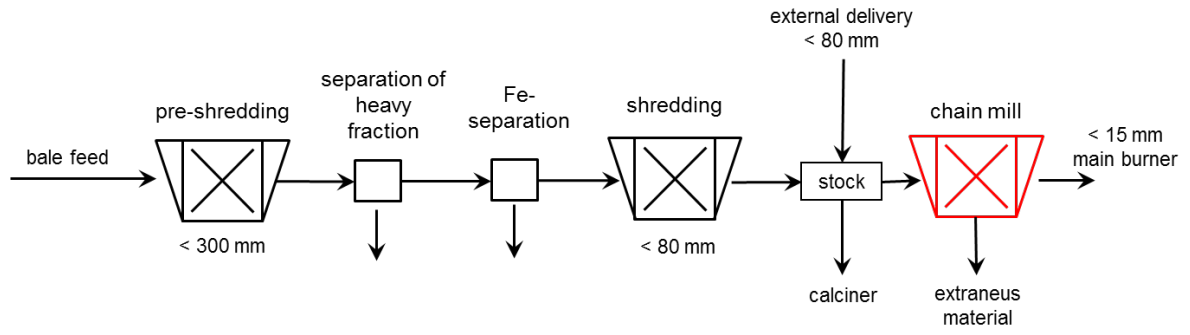 bale feed
pre-shredding
< 300 mm
separation of
heavy
fraction
Fe-
separation
shredding
< 80 mm
external delivery
< 80 mm
stock
calciner
chain mill
extraneus
material
< 15 mm
main burner